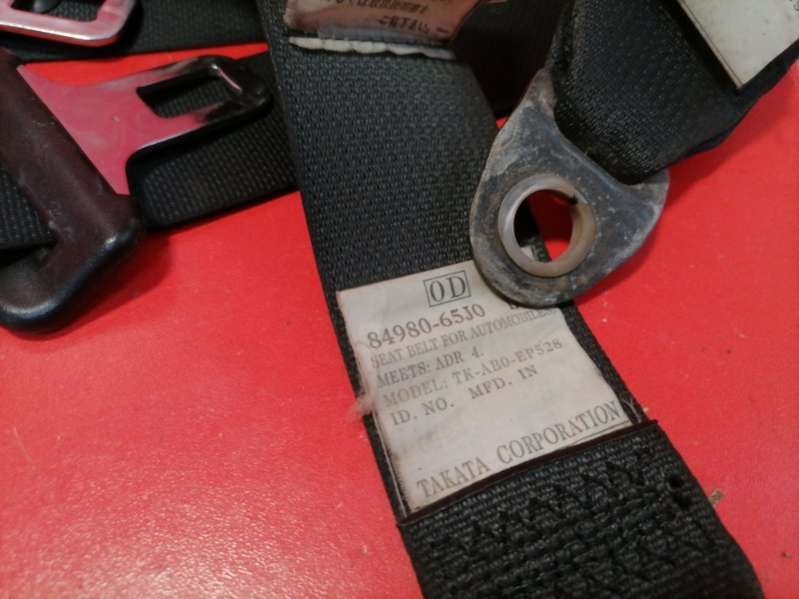 OD
84980-65J0
SEAT BELT FOR AUTOMOBILES
MEETS: ADR 4.
MODEL: TK-AB0-EP528
ID. NO. MFD. IN
TAKATA CORPORATION